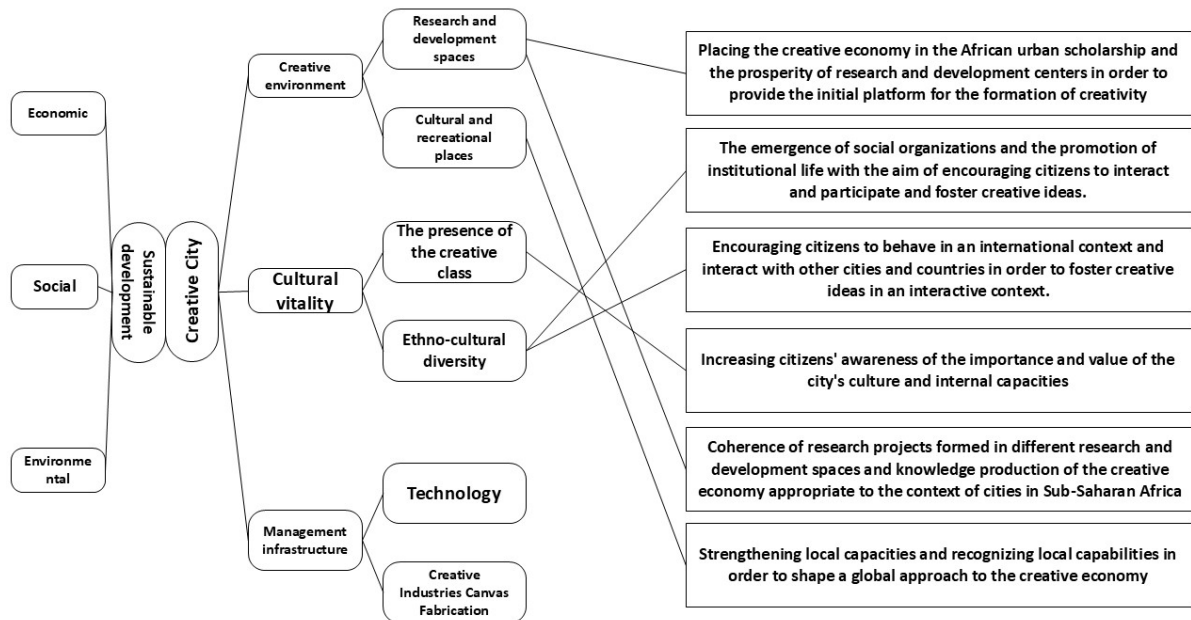 Economic
Social
Environme
ntal
Sustainable
development
Creative City
Creative
environment
Cultural
vitality
Management
infrastructure
Research and
development
spaces
Cultural and
recreational
places
The presence
of the creative
class
Ethno-cultural
diversity
Technology
Creative
Industries Canvas
Fabrication
Placing the creative economy in the African urban scholarship and
the prosperity of research and development centers in order to
provide the initial platform for the formation of creativity
The emergence of social organizations and the promotion of
institutional life with the aim of encouraging citizens to interact
and participate and foster creative ideas.
Encouraging citizens to behave in an international context and
interact with other cities and countries in order to foster creative
ideas in an interactive context.
Increasing citizens' awareness of the importance and value of the
city's culture and internal capacities
Coherence of research projects formed in different research and
development spaces and knowledge production of the creative
economy appropriate to the context of cities in Sub-Saharan Africa
Strengthening local capacities and recognizing local capabilities in
order to shape a global approach to the creative economy